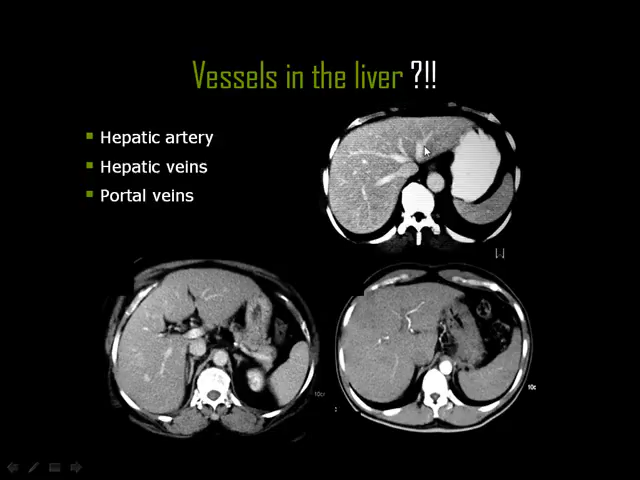 Vessels in the liver ?!!
Hepatic artery
Hepatic veins
Portal veins